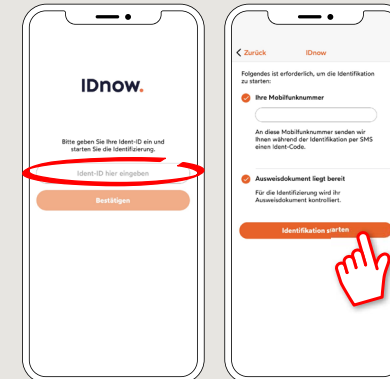 IDnow.
Bitte geben Sie Ihre Ident-ID ein und
starten Sie die Identifizierung.
Ident-ID hier eingeben
Bestätigen
Zurück
IDnow
Folgendes ist erforderlich, um die Identifikation
zu starten:
Ihre Mobilfunknummer
An diese Mobilfunknummer senden wir
Ihnen während der Identifikation per SMS
einen Ident-Code.
Ausweisdokument liegt bereit
Für die Identifizierung wird ihr
Ausweisdokument kontrolliert.
Identifikation starten